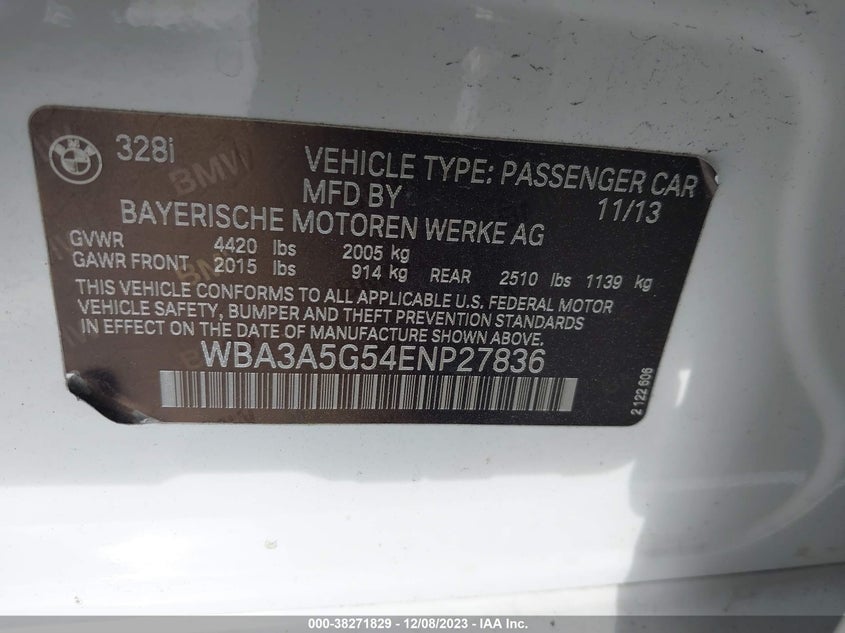 BMW
328i
VEHICLE TYPE: PASSENGER CAR
MFD BY 11/13
BAYERISCHE MOTOREN WERKE AG
GVWR 4420 lbs 2005 kg
GAWR FRONT 2015 lbs 914 kg REAR 2510 lbs 1139 kg
THIS VEHICLE CONFORMS TO ALL APPLICABLE U.S. FEDERAL MOTOR
VEHICLE SAFETY, BUMPER AND THEFT PREVENTION STANDARDS
IN EFFECT ON THE DATE OF MANUFACTURE SHOWN ABOVE.
WBA3A5G54ENP27836
2122606
000-38271829 - 12/08/2023 - IAA Inc.